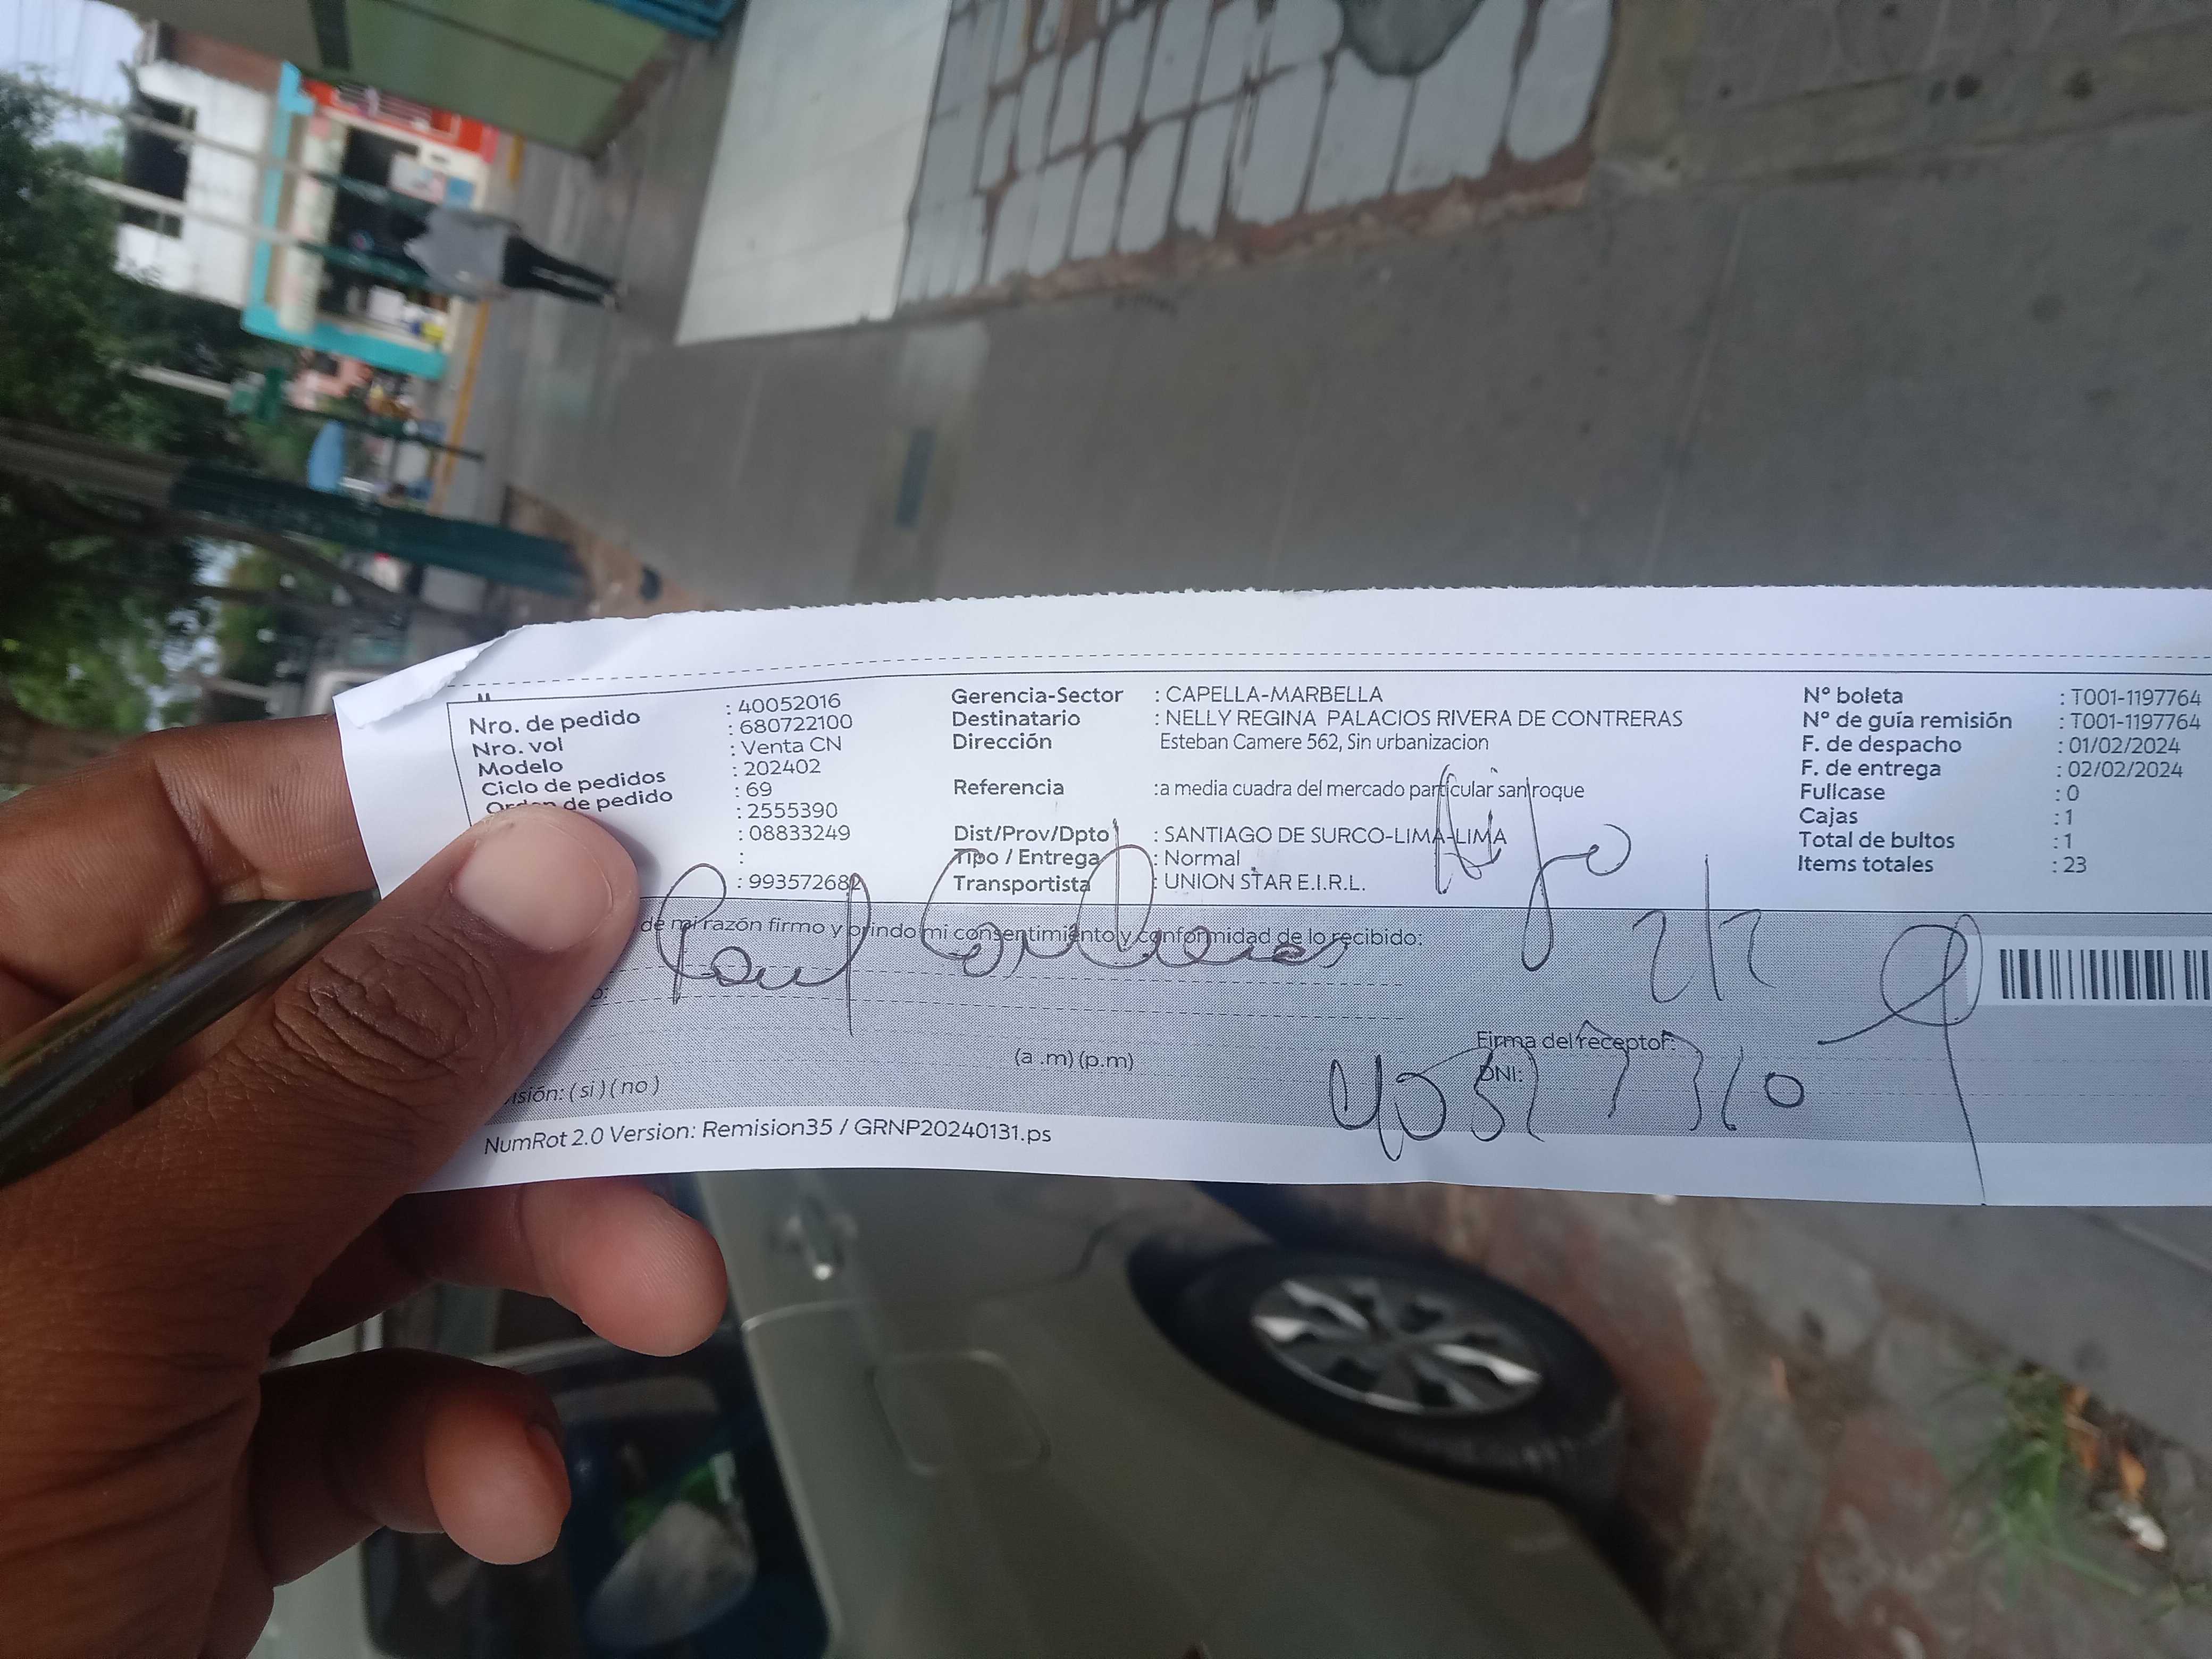 Nro. de pedido : 40052016
Nro. vol : 680722100
Modelo : Venta CN
Ciclo de pedidos : 202402
Orden de pedido : 69
: 2555390
: 08833249
:
: 993572682
Gerencia-Sector : CAPELLA-MARBELLA
Destinatario : NELLY REGINA PALACIOS RIVERA DE CONTRERAS
Dirección Esteban Camere 562, Sin urbanizacion
Referencia :a media cuadra del mercado particular san roque
Dist/Prov/Dpto : SANTIAGO DE SURCO-LIMA-LIMA
Tipo / Entrega : Normal
Transportista : UNION STAR E.I.R.L.
N° boleta : T001-1197764
N° de guía remisión : T001-1197764
F. de despacho : 01/02/2024
F. de entrega : 02/02/2024
Fullcase : 0
Cajas : 1
Total de bultos : 1
Items totales : 23
de mi razón firmo y brindo mi consentimiento y conformidad de lo recibido:
Paul Contreras
Hijo
2/2
o:
(a .m) (p.m)
Firma del receptor:
DNI:
isión: ( si ) ( no )
NumRot 2.0 Version: Remision35 / GRNP20240131.ps